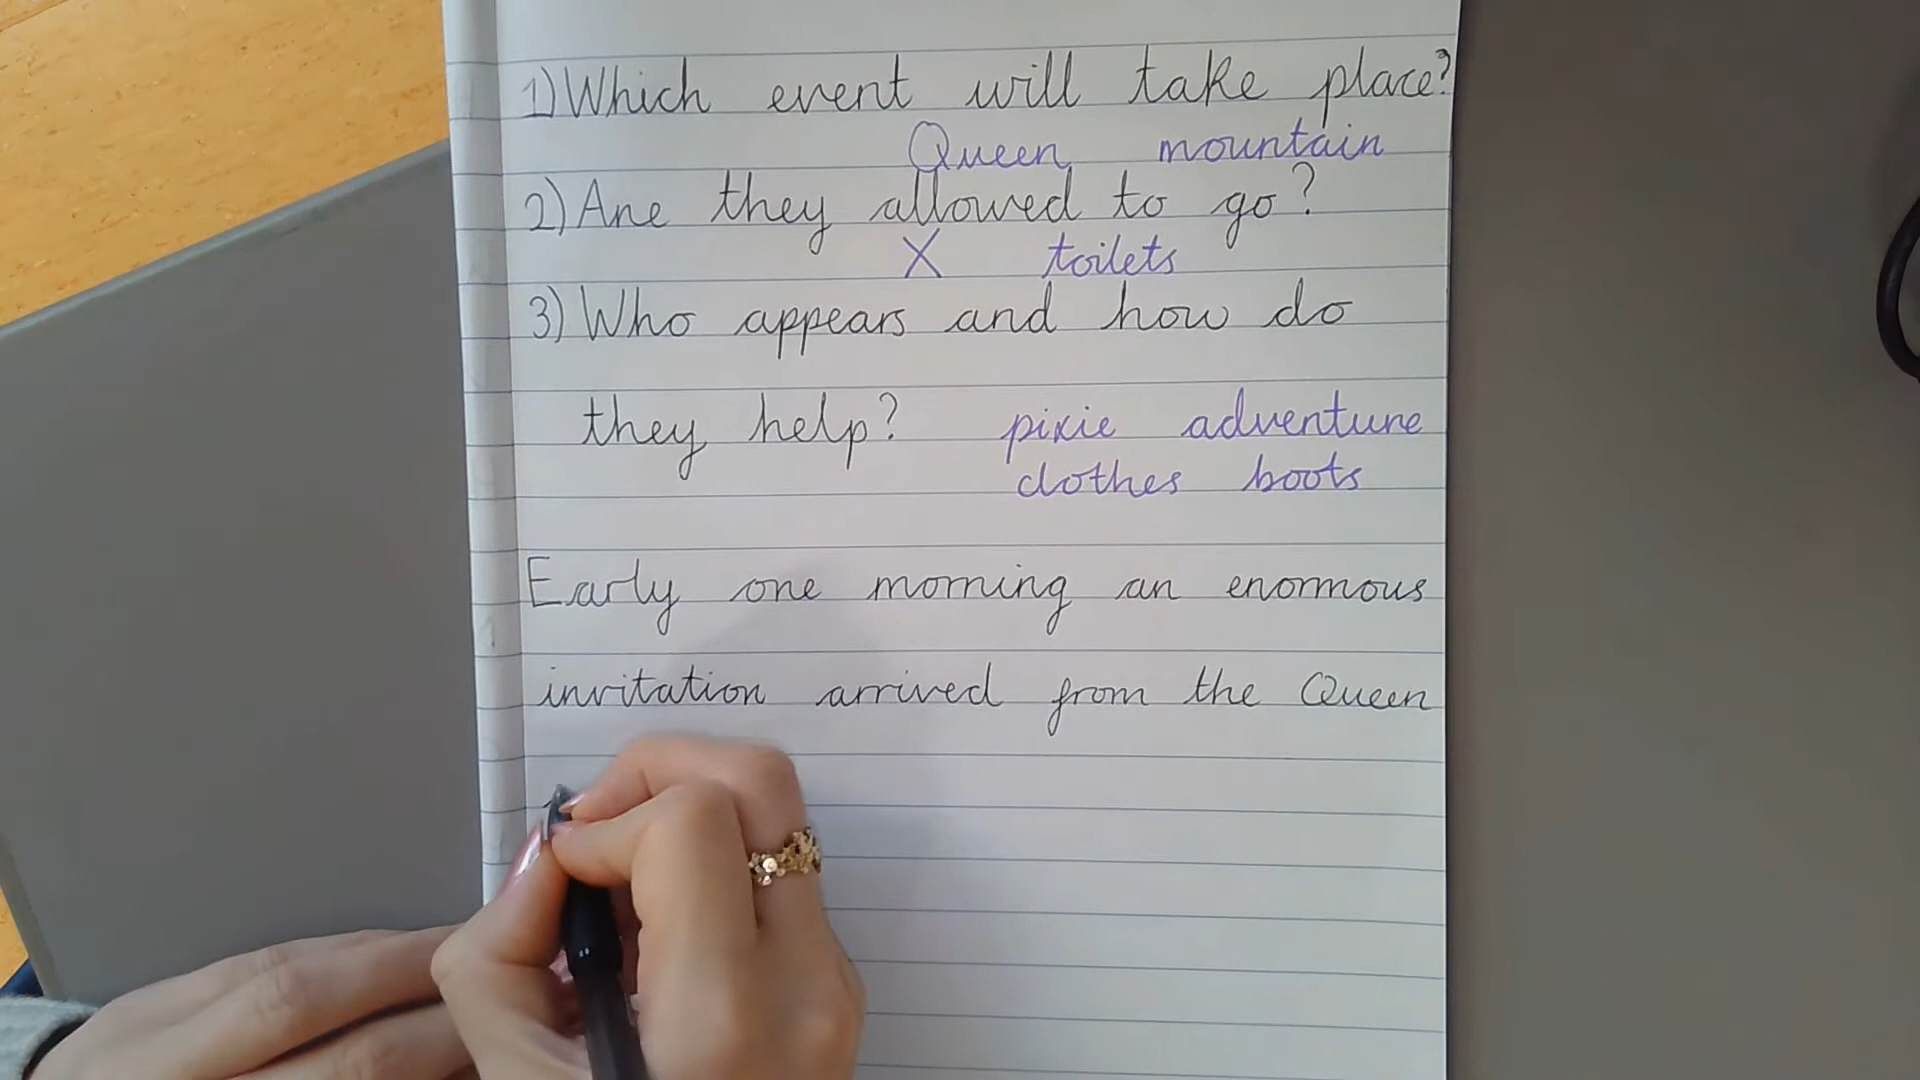 1) Which event will take place?
Queen mountain
2) Are they allowed to go?
X toilets
3) Who appears and how do
they help? pixie adventure
clothes boots
Early one morning an enormous
invitation arrived from the Queen